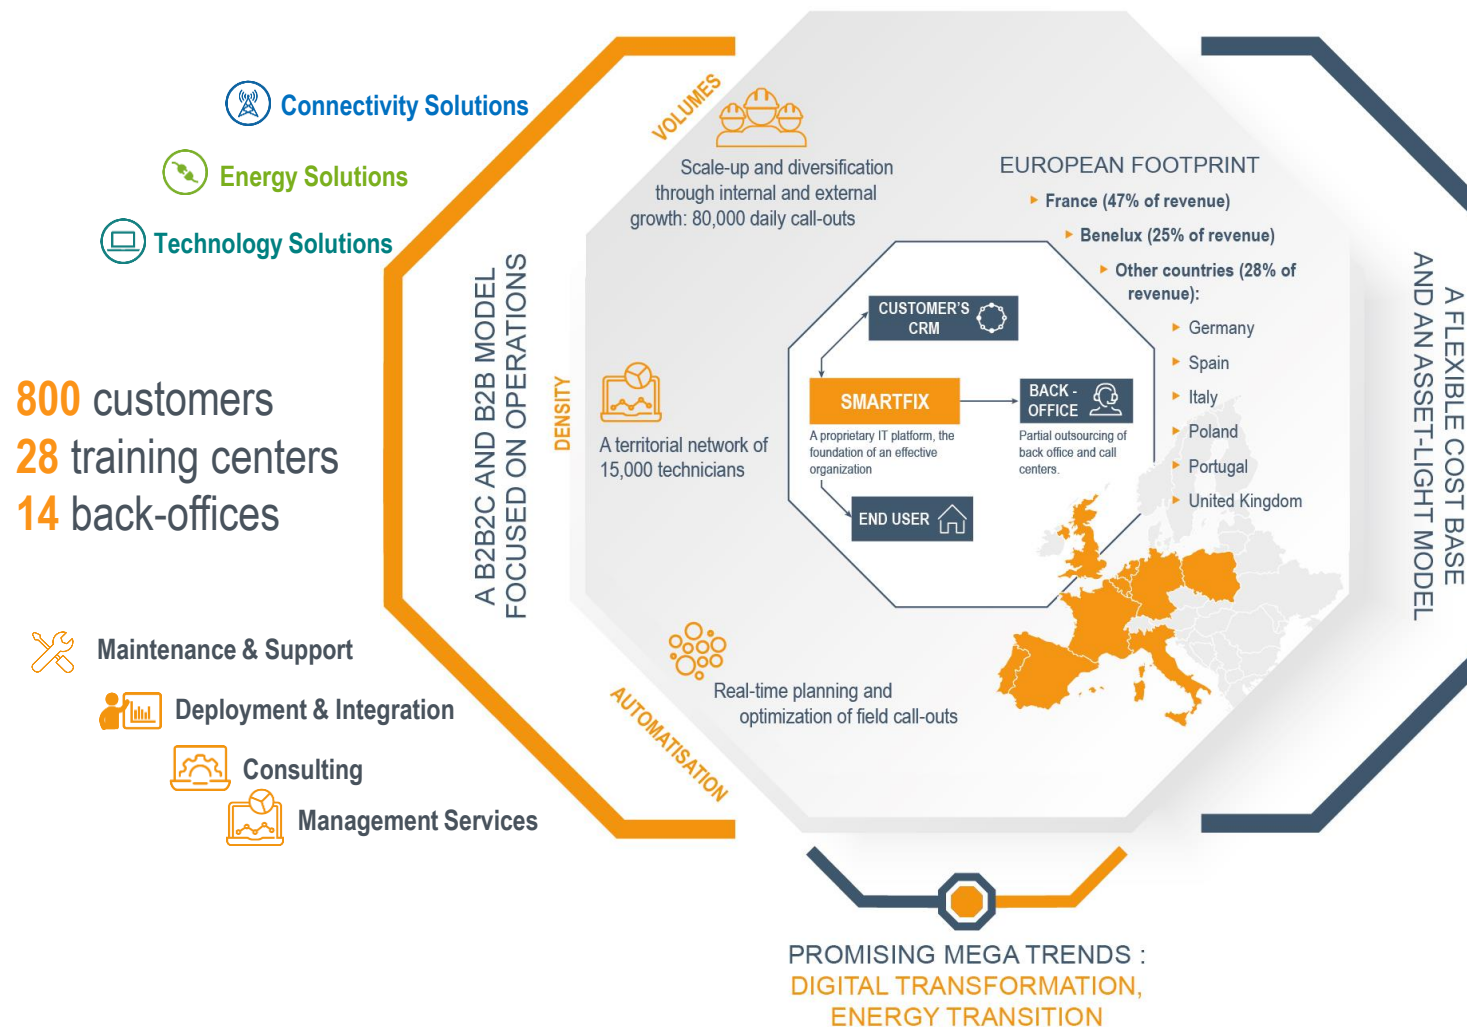 Connectivity Solutions
Energy Solutions
Technology Solutions
800 customers
28 training centers
14 back-offices
Maintenance & Support
Deployment & Integration
Consulting
Management Services
A B2B2C AND B2B MODEL
FOCUSED ON OPERATIONS
VOLUMES
Scale-up and diversification
through internal and external
growth: 80,000 daily call-outs
DENSITY
A territorial network of
15,000 technicians
AUTOMATISATION
Real-time planning and
optimization of field call-outs
CUSTOMER'S
CRM
SMARTFIX
A proprietary IT platform, the
foundation of an effective
organization
BACK -
OFFICE
Partial outsourcing of
back office and call
centers.
END USER
EUROPEAN FOOTPRINT
France (47% of revenue)
Benelux (25% of revenue)
Other countries (28% of
revenue):
Germany
Spain
Italy
Poland
Portugal
United Kingdom
A FLEXIBLE COST BASE
AND AN ASSET-LIGHT MODEL
PROMISING MEGA TRENDS :
DIGITAL TRANSFORMATION,
ENERGY TRANSITION